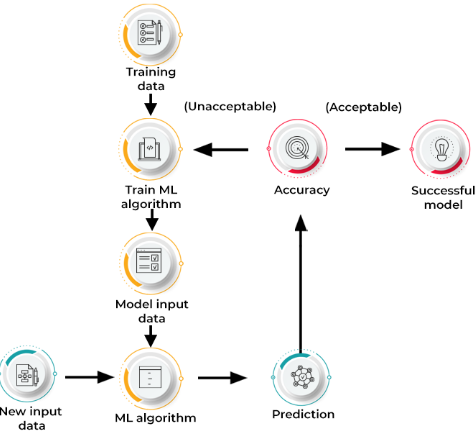 Training
data
(Unacceptable)
(Acceptable)
Train ML
algorithm
Accuracy
Successful
model
Model input
data
New input
data
ML algorithm
Prediction